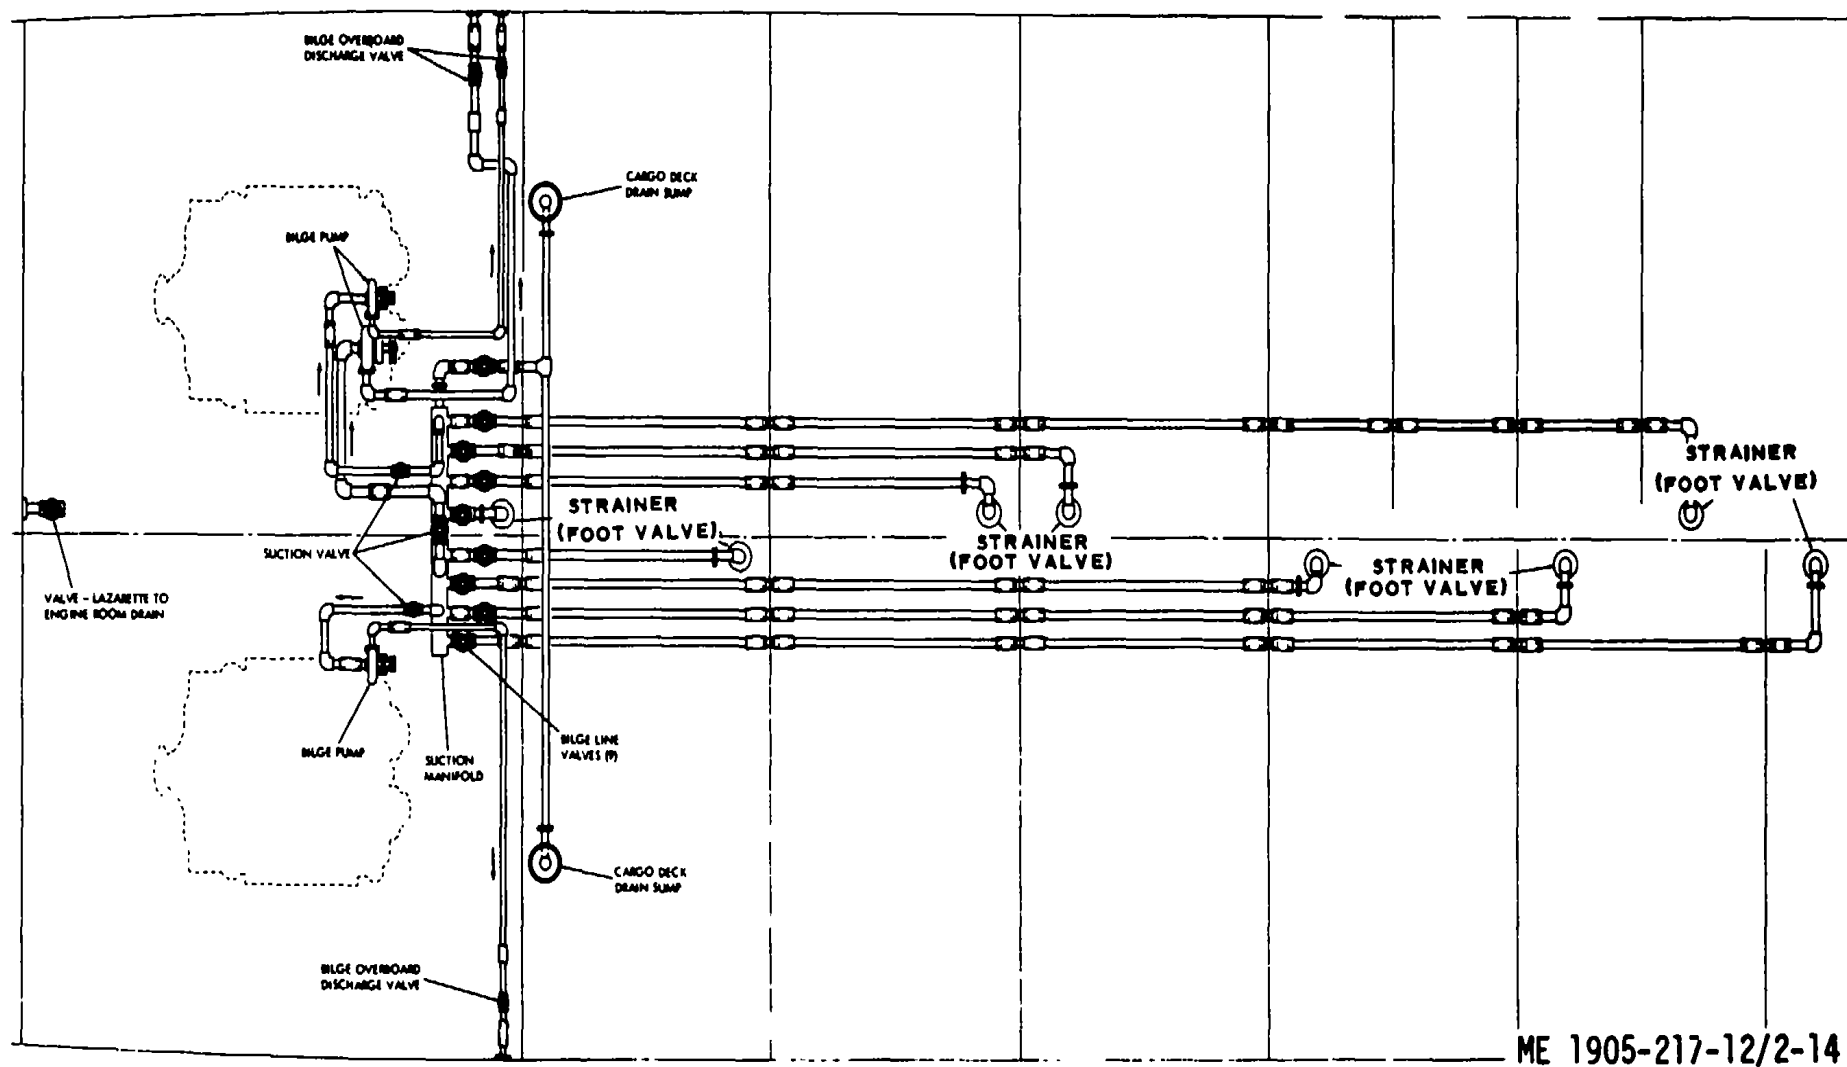 BILGE OVERBOARD
DISCHARGE VALVE
CARGO DECK
DRAIN SUMP
BILGE PUMP
STRAINER
(FOOT VALVE)
STRAINER
(FOOT VALVE)
STRAINER
(FOOT VALVE)
SUCTION VALVE
STRAINER
(FOOT VALVE)
VALVE - LAZARETTE TO
ENGINE ROOM DRAIN
BILGE PUMP
SUCTION
MANIFOLD
BILGE LINE
VALVES (9)
CARGO DECK
DRAIN SUMP
BILGE OVERBOARD
DISCHARGE VALVE
ME 1905-217-12/2-14